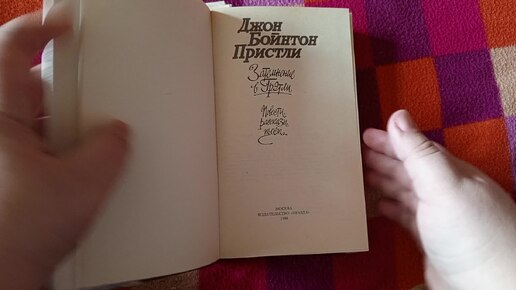 Джон
Бойнтон
Пристли
Затемнение
в Грэтли
Повести,
рассказы,
пьесы
МОСКВА
ИЗДАТЕЛЬСТВО «ПРАВДА»